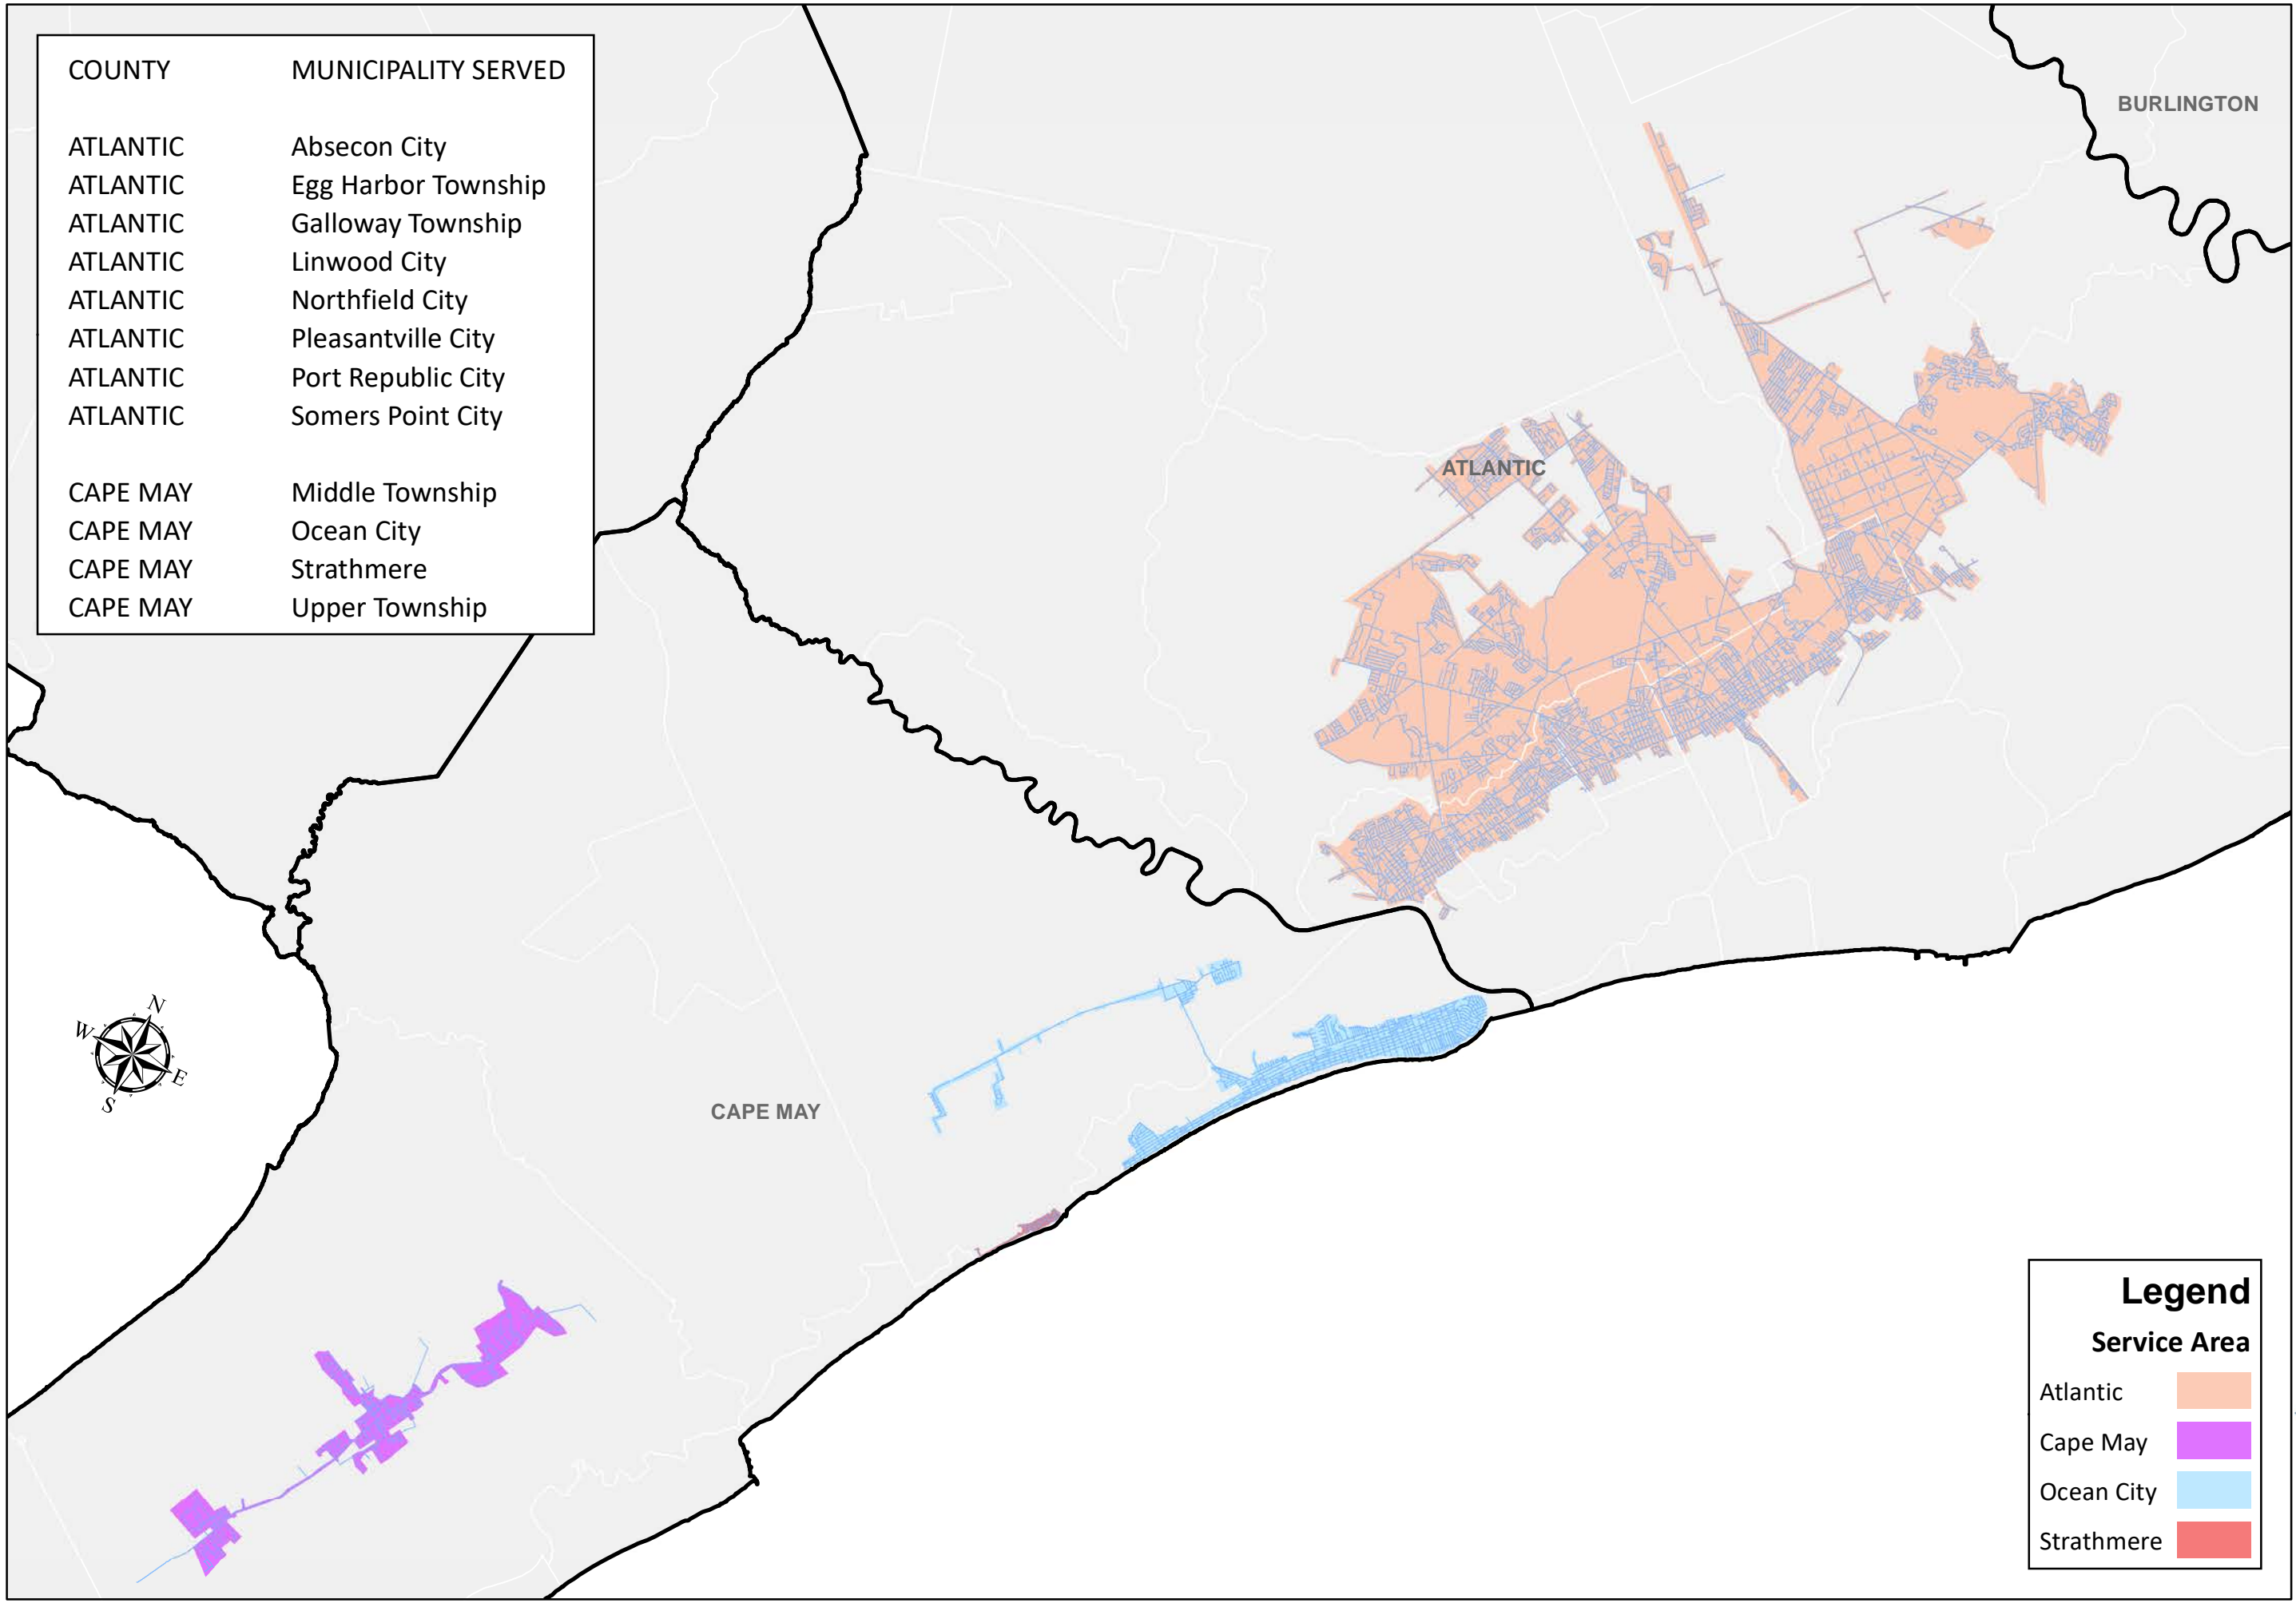 COUNTY MUNICIPALITY SERVED
ATLANTIC Absecon City
ATLANTIC Egg Harbor Township
ATLANTIC Galloway Township
ATLANTIC Linwood City
ATLANTIC Northfield City
ATLANTIC Pleasantville City
ATLANTIC Port Republic City
ATLANTIC Somers Point City
CAPE MAY Middle Township
CAPE MAY Ocean City
CAPE MAY Strathmere
CAPE MAY Upper Township
BURLINGTON
ATLANTIC
N
W
E
S
CAPE MAY
Legend
Service Area
Atlantic
Cape May
Ocean City
Strathmere